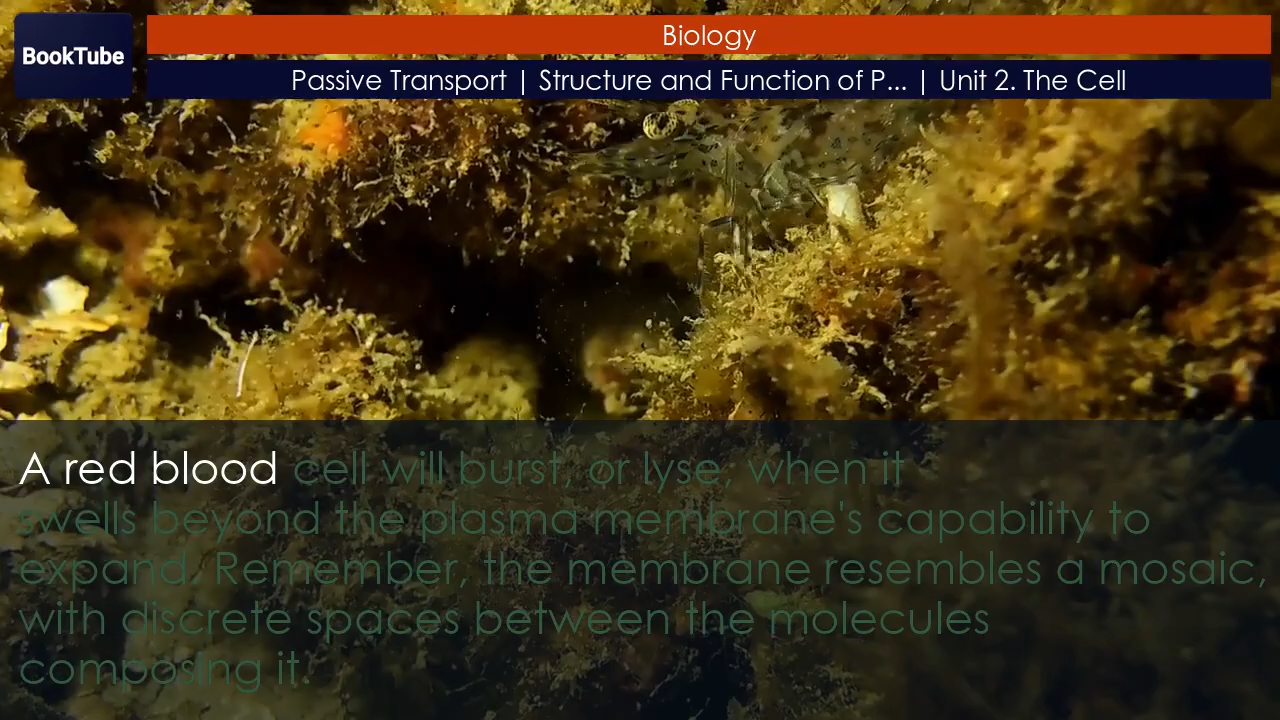 BookTube
Biology
Passive Transport | Structure and Function of P... | Unit 2. The Cell
A red blood cell will burst, or lyse, when it
swells beyond the plasma membrane's capability to
expand. Remember, the membrane resembles a mosaic,
with discrete spaces between the molecules
composing it.